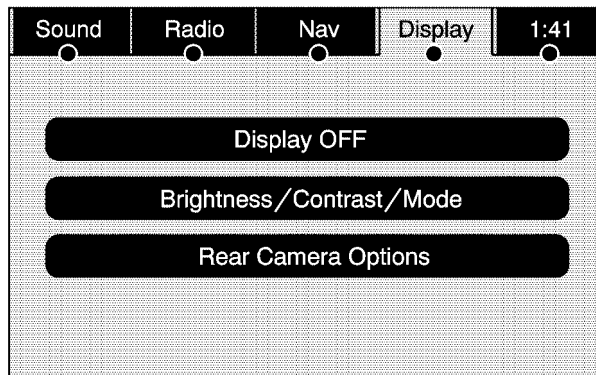 Sound Radio Nav Display 1:41
Display OFF
Brightness/Contrast/Mode
Rear Camera Options